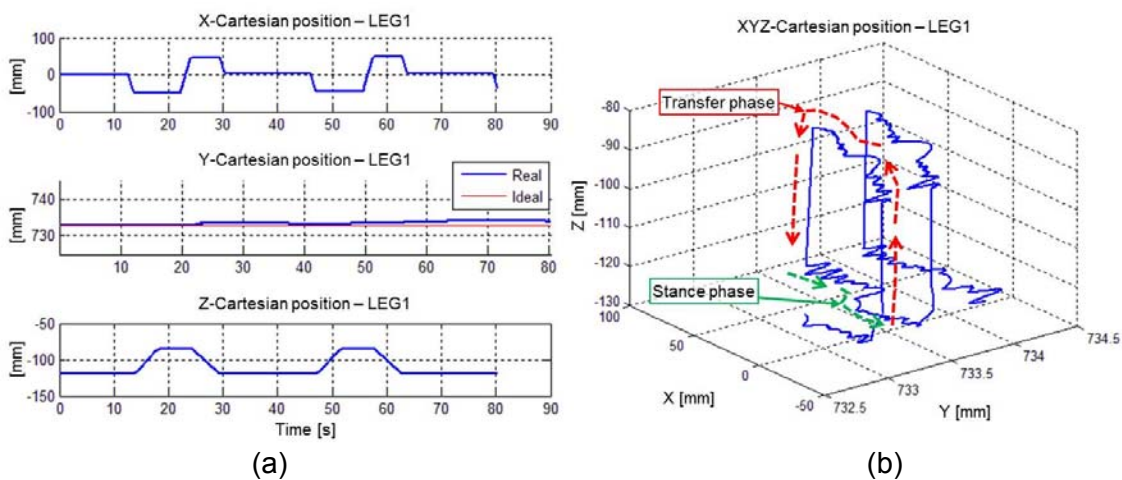 X-Cartesian position – LEG1
[mm]
100
0
-100
0 10 20 30 40 50 60 70 80 90
Y-Cartesian position – LEG1
[mm]
740
730
Real
Ideal
10 20 30 40 50 60 70 81
Z-Cartesian position – LEG1
[mm]
-50
-100
-150
0 10 20 30 40 50 60 70 80 90
Time [s]
(a)
XYZ-Cartesian position – LEG1
Transfer phase
Stance phase
Z [mm]
-80
-90
-100
-110
-120
-130
100
50
0
-50
X [mm]
732.5
733
733.5
734
734.5
Y [mm]
(b)